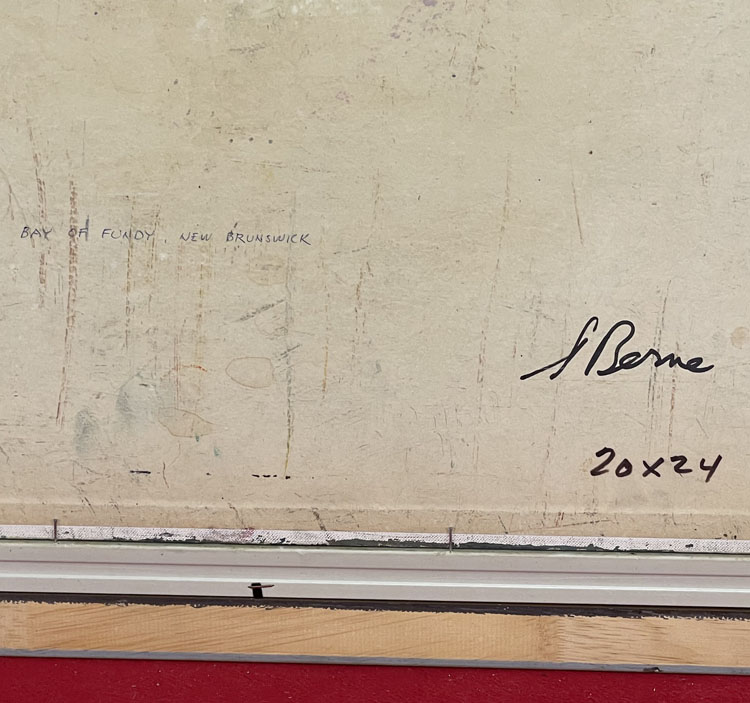 BAY OF FUNDY, NEW BRUNSWICK
S Berne
20x24